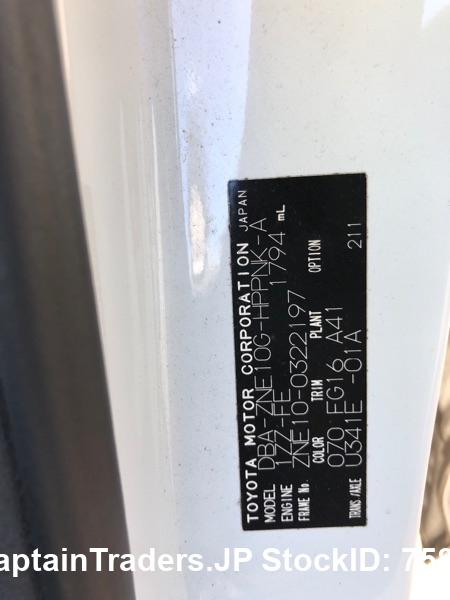 TOYOTA MOTOR CORPORATION JAPAN
MODEL DBA-ZNE10G-HPPNK-A
ENGINE 1ZZ-FE 1794 mL
FRAME No. ZNE10-0322197
COLOR TRIM PLANT OPTION
070 FG16 A41 211
TRANS/AXLE U341E -01A
aptainTraders.JP StockID: 758